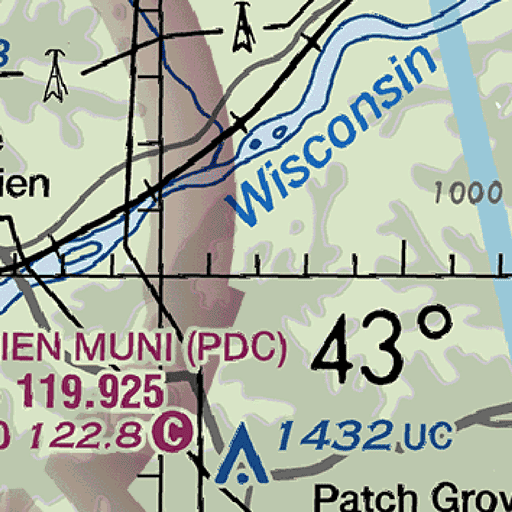 Wisconsin
ien
1000
IEN MUNI (PDC)
43°
119.925
122.8 C
1432 UC
Patch Grov